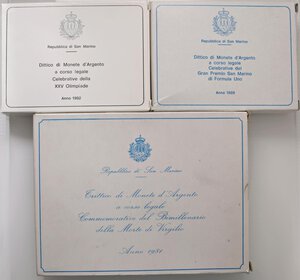 Repubblica di San Marino
Dittico di Monete d'Argento
a corso legale
Celebrative della
XXV Olimpiade
Anno 1992
Repubblica di San Marino
Dittico di Monete d'Argento
a corso legale
Celebrative del
Gran Premio San Marino
di Formula Uno
Anno 1989
Repubblica di San Marino
Trittico di Monete d'Argento
a corso legale
Commemorative del Bimillenario
della Morte di Virgilio
Anno 1981